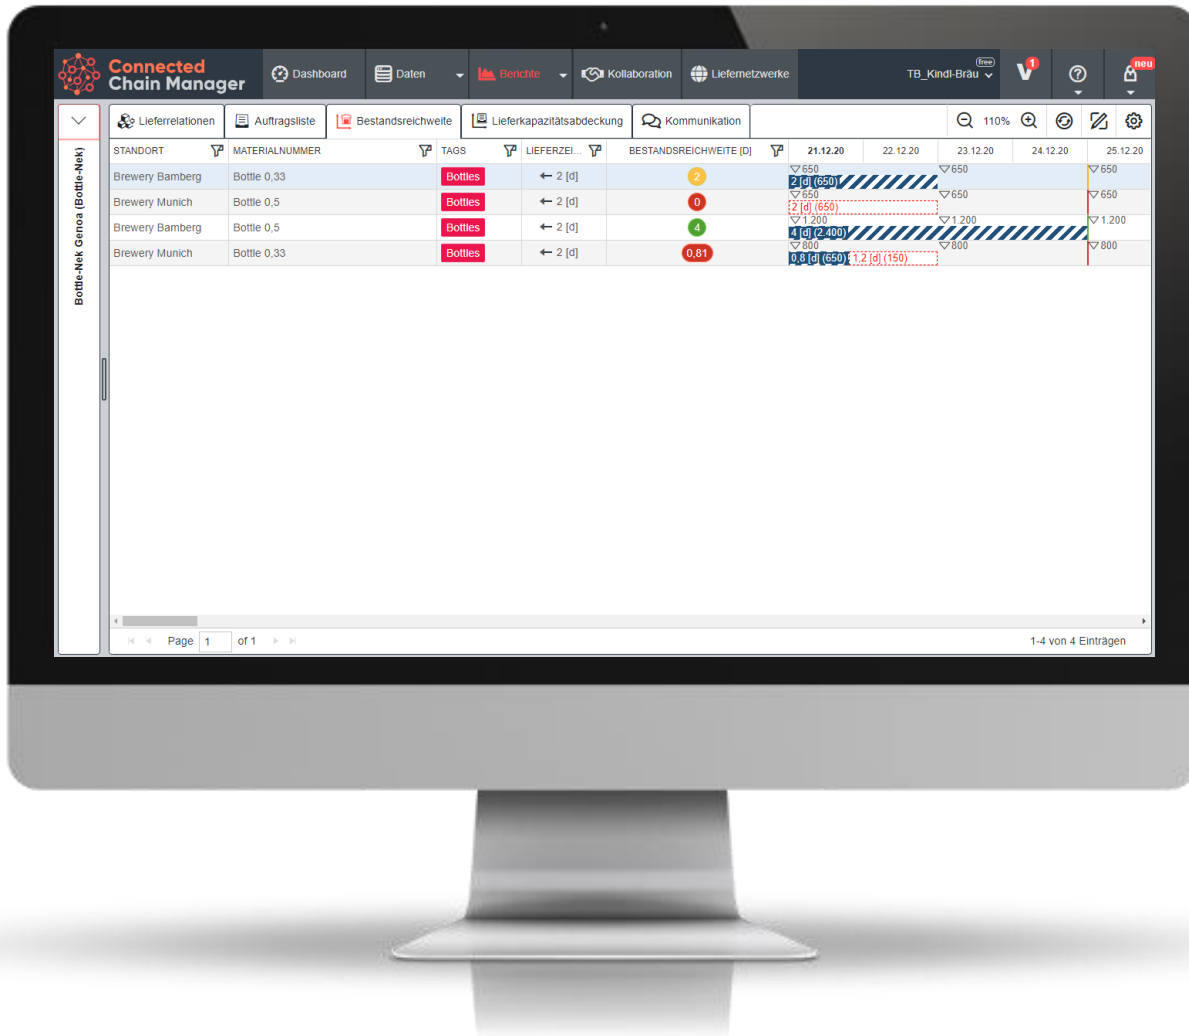 Connected
Chain Manager
Dashboard
Daten
Berichte
Kollaboration
Liefernetzwerke
(free)
TB_Kindl-Bräu
1
neu
Lieferrelationen
Auftragsliste
Bestandsreichweite
Lieferkapazitätsabdeckung
Kommunikation
110%
Bottle-Nek Genoa (Bottle-Nek)
STANDORT MATERIALNUMMER TAGS LIEFERZEI... BESTANDSREICHWEITE [D] 21.12.20 22.12.20 23.12.20 24.12.20 25.12.20
Brewery Bamberg Bottle 0,33 Bottles 2 [d] 2 650 650 650
2 [d] (650)
Brewery Munich Bottle 0,5 Bottles 2 [d] 0 650 650 650
2 [d] (650)
Brewery Bamberg Bottle 0,5 Bottles 2 [d] 4 1.200 1.200 1.200
4 [d] (2.400)
Brewery Munich Bottle 0,33 Bottles 2 [d] 0,81 800 800 800
0,8 [d] (650) 1,2 [d] (150)
Page 1 of 1
1-4 von 4 Einträgen